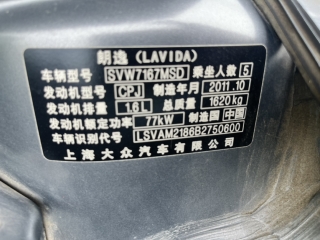 朗逸 (LAVIDA)
车辆型号 SVW7167MSD 乘坐人数 5
发动机型号 CPJ 制造年月 2011.10
发动机排量 1.6L 总质量 1620kg
发动机额定功率 77kW 制造国 中国
车辆识别代号 LSVAM2186B2750600
上海大众汽车有限公司